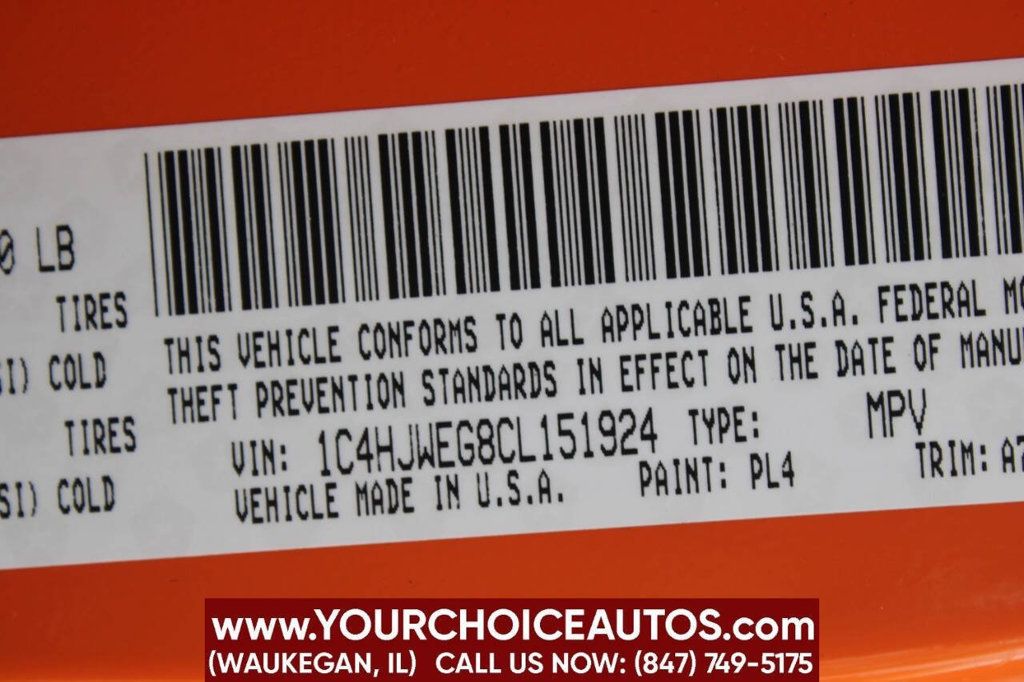 0 LB
TIRES
SI) COLD
TIRES
SI) COLD
THIS VEHICLE CONFORMS TO ALL APPLICABLE U.S.A. FEDERAL MO
THEFT PREVENTION STANDARDS IN EFFECT ON THE DATE OF MANU
VIN: 1C4HJWEG8CL151924 TYPE: MPV
VEHICLE MADE IN U.S.A. PAINT: PL4 TRIM: A7
www.YOURCHOICEAUTOS.com
(WAUKEGAN, IL) CALL US NOW: (847) 749-5175